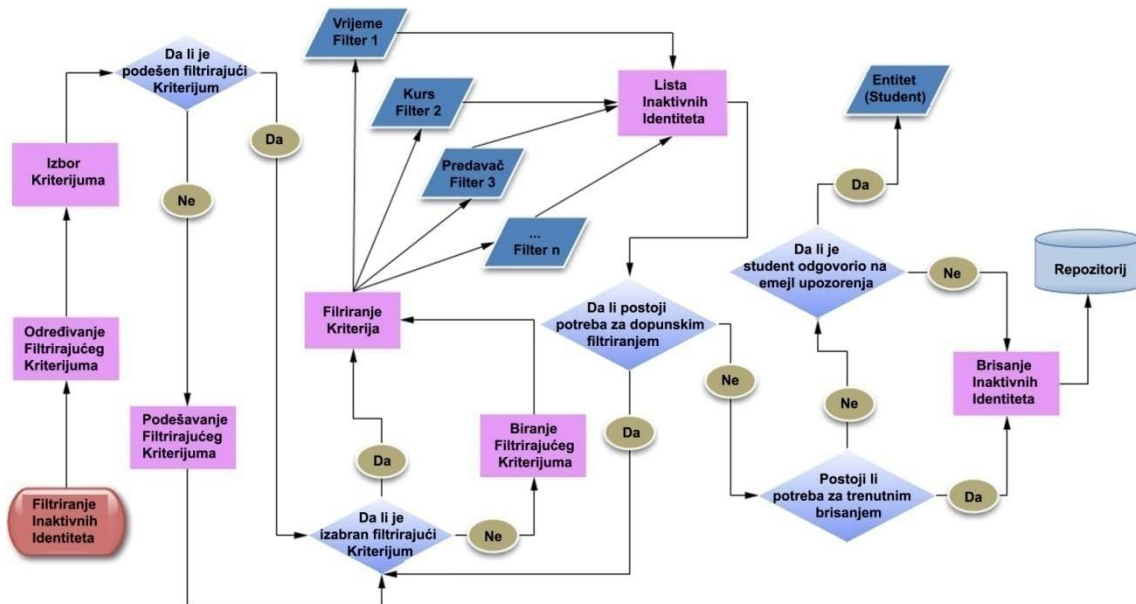 Vrijeme
Filter 1
Da li je
podešen filtrirajući
Kriterijum
Kurs
Filter 2
Lista
Inaktivnih
Identiteta
Entitet
(Student)
Da
Izbor
Kriterijuma
Predavač
Filter 3
Ne
Da
...
Filter n
Da li je
student odgovorio na
emejl upozorenja
Ne
Repozitorij
Određivanje
Filtrirajućeg
Kriterijuma
Filriranje
Kriterija
Da li postoji
potreba za dopunskim
filtriranjem
Ne
Ne
Brisanje
Inaktivnih
Identiteta
Podešavanje
Filtrirajućeg
Kriterijuma
Biranje
Filtrirajućeg
Kriterijuma
Da
Da
Postoji li
potreba za trenutnim
brisanjem
Da
Filtriranje
Inaktivnih
Identiteta
Da li je
izabran filtrirajući
Kriterijum
Ne